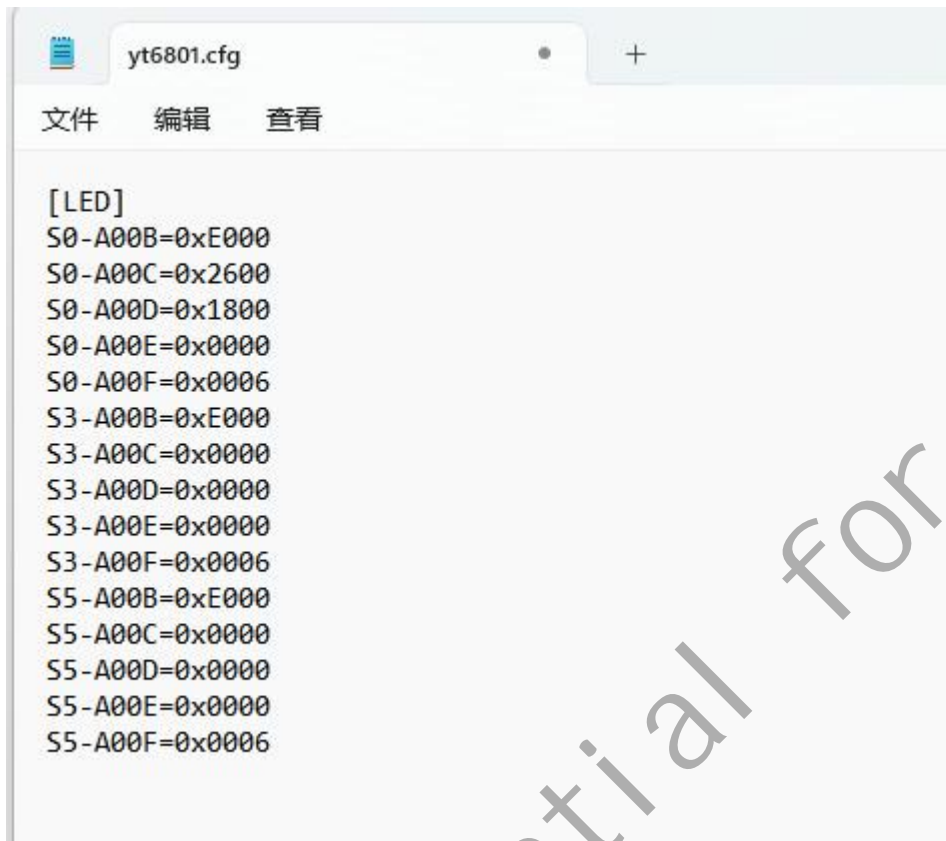 yt6801.cfg
文件 编辑 查看
[LED]
S0-A00B=0xE000
S0-A00C=0x2600
S0-A00D=0x1800
S0-A00E=0x0000
S0-A00F=0x0006
S3-A00B=0xE000
S3-A00C=0x0000
S3-A00D=0x0000
S3-A00E=0x0000
S3-A00F=0x0006
S5-A00B=0xE000
S5-A00C=0x0000
S5-A00D=0x0000
S5-A00E=0x0000
S5-A00F=0x0006
tial for